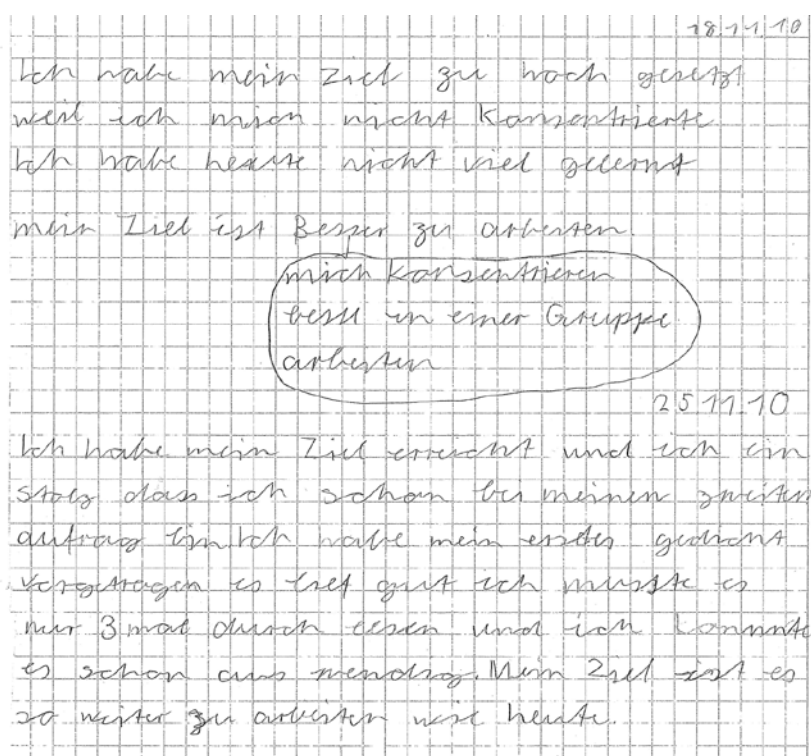 18.11.10
Ich habe mein Ziel zu hoch gesetzt
weil ich mich nicht Konsentrierte
Ich habe heute nicht viel gelernt
mein Ziel ist Besser zu arbeiten.
mich konsentrieren
besser in einer Gruppe
arbeiten
25.11.10
Ich habe mein Ziel erreicht und ich bin
stolz dass ich schon bei meinen zweiten
auftrag bin. Ich habe mein erstes gedicht
vorgetragen es lief gut ich musste es
nur 3 mal durch lesen und ich konnnte
es schon aus wendig. Mein Ziel ist es
so weiter zu arbeiten wie heute.